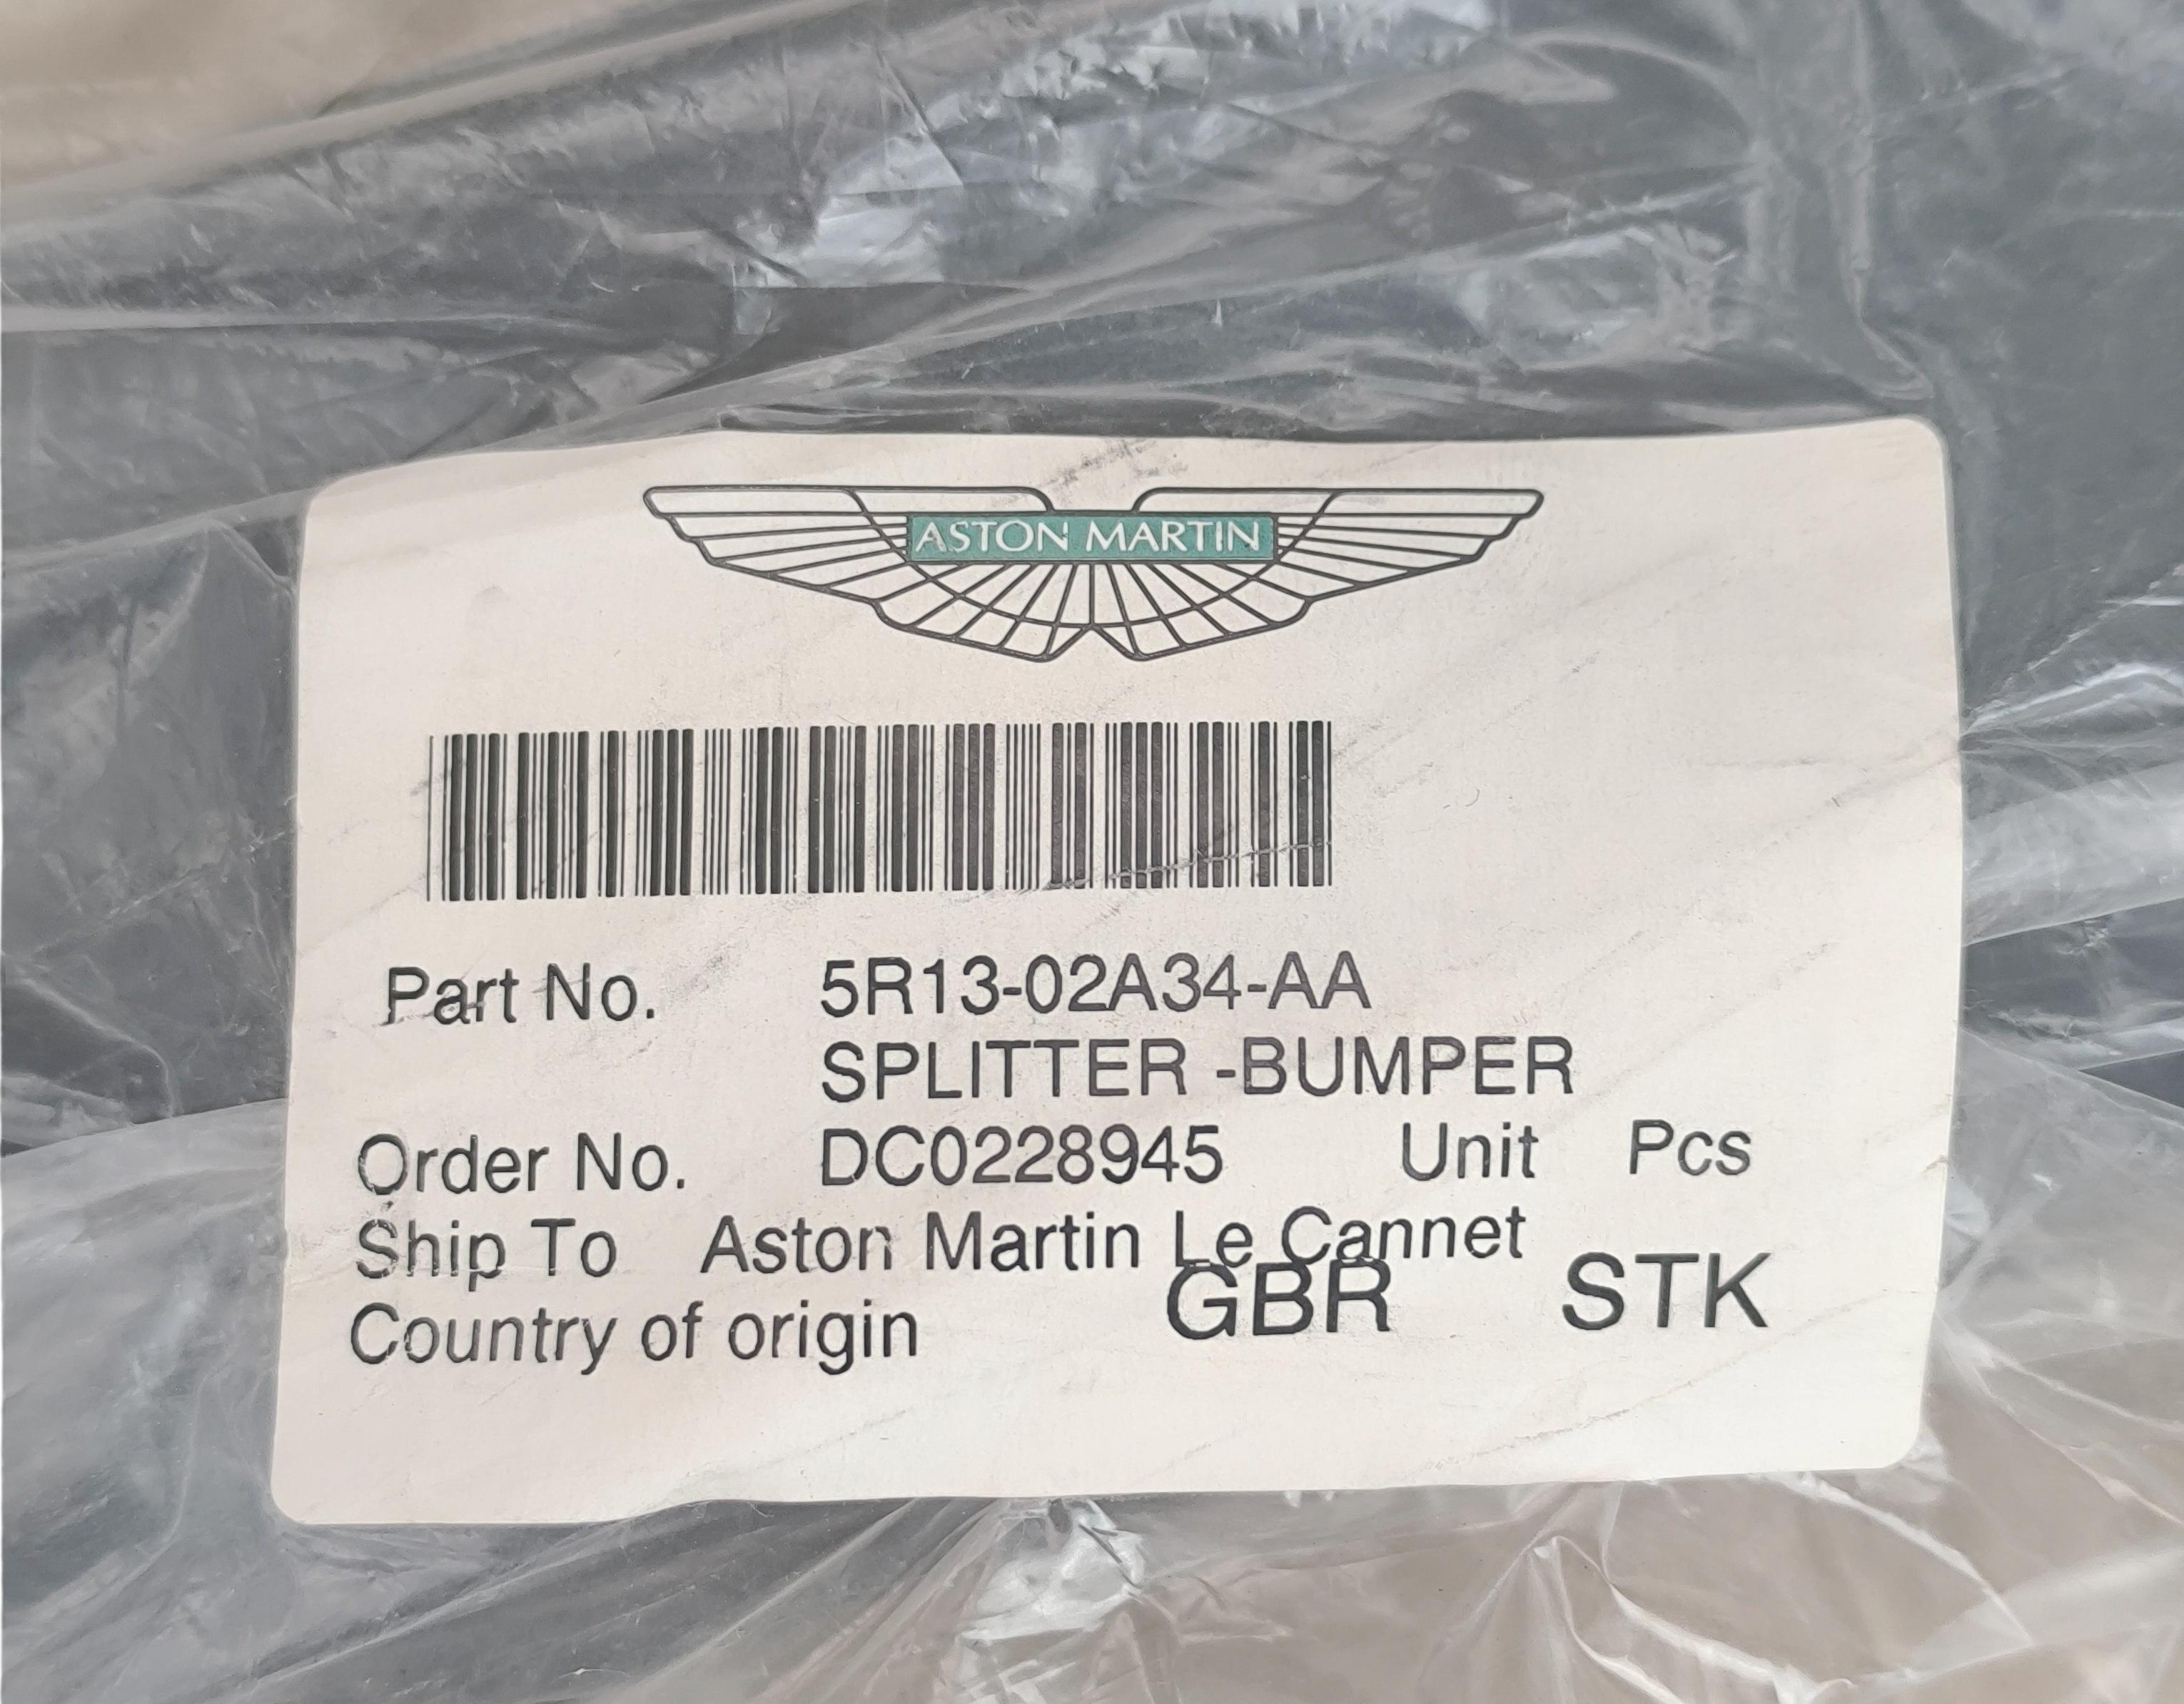 ASTON MARTIN
Part No. 5R13-02A34-AA
SPLITTER -BUMPER
Order No. DC0228945 Unit Pcs
Ship To Aston Martin Le Cannet
Country of origin GBR STK